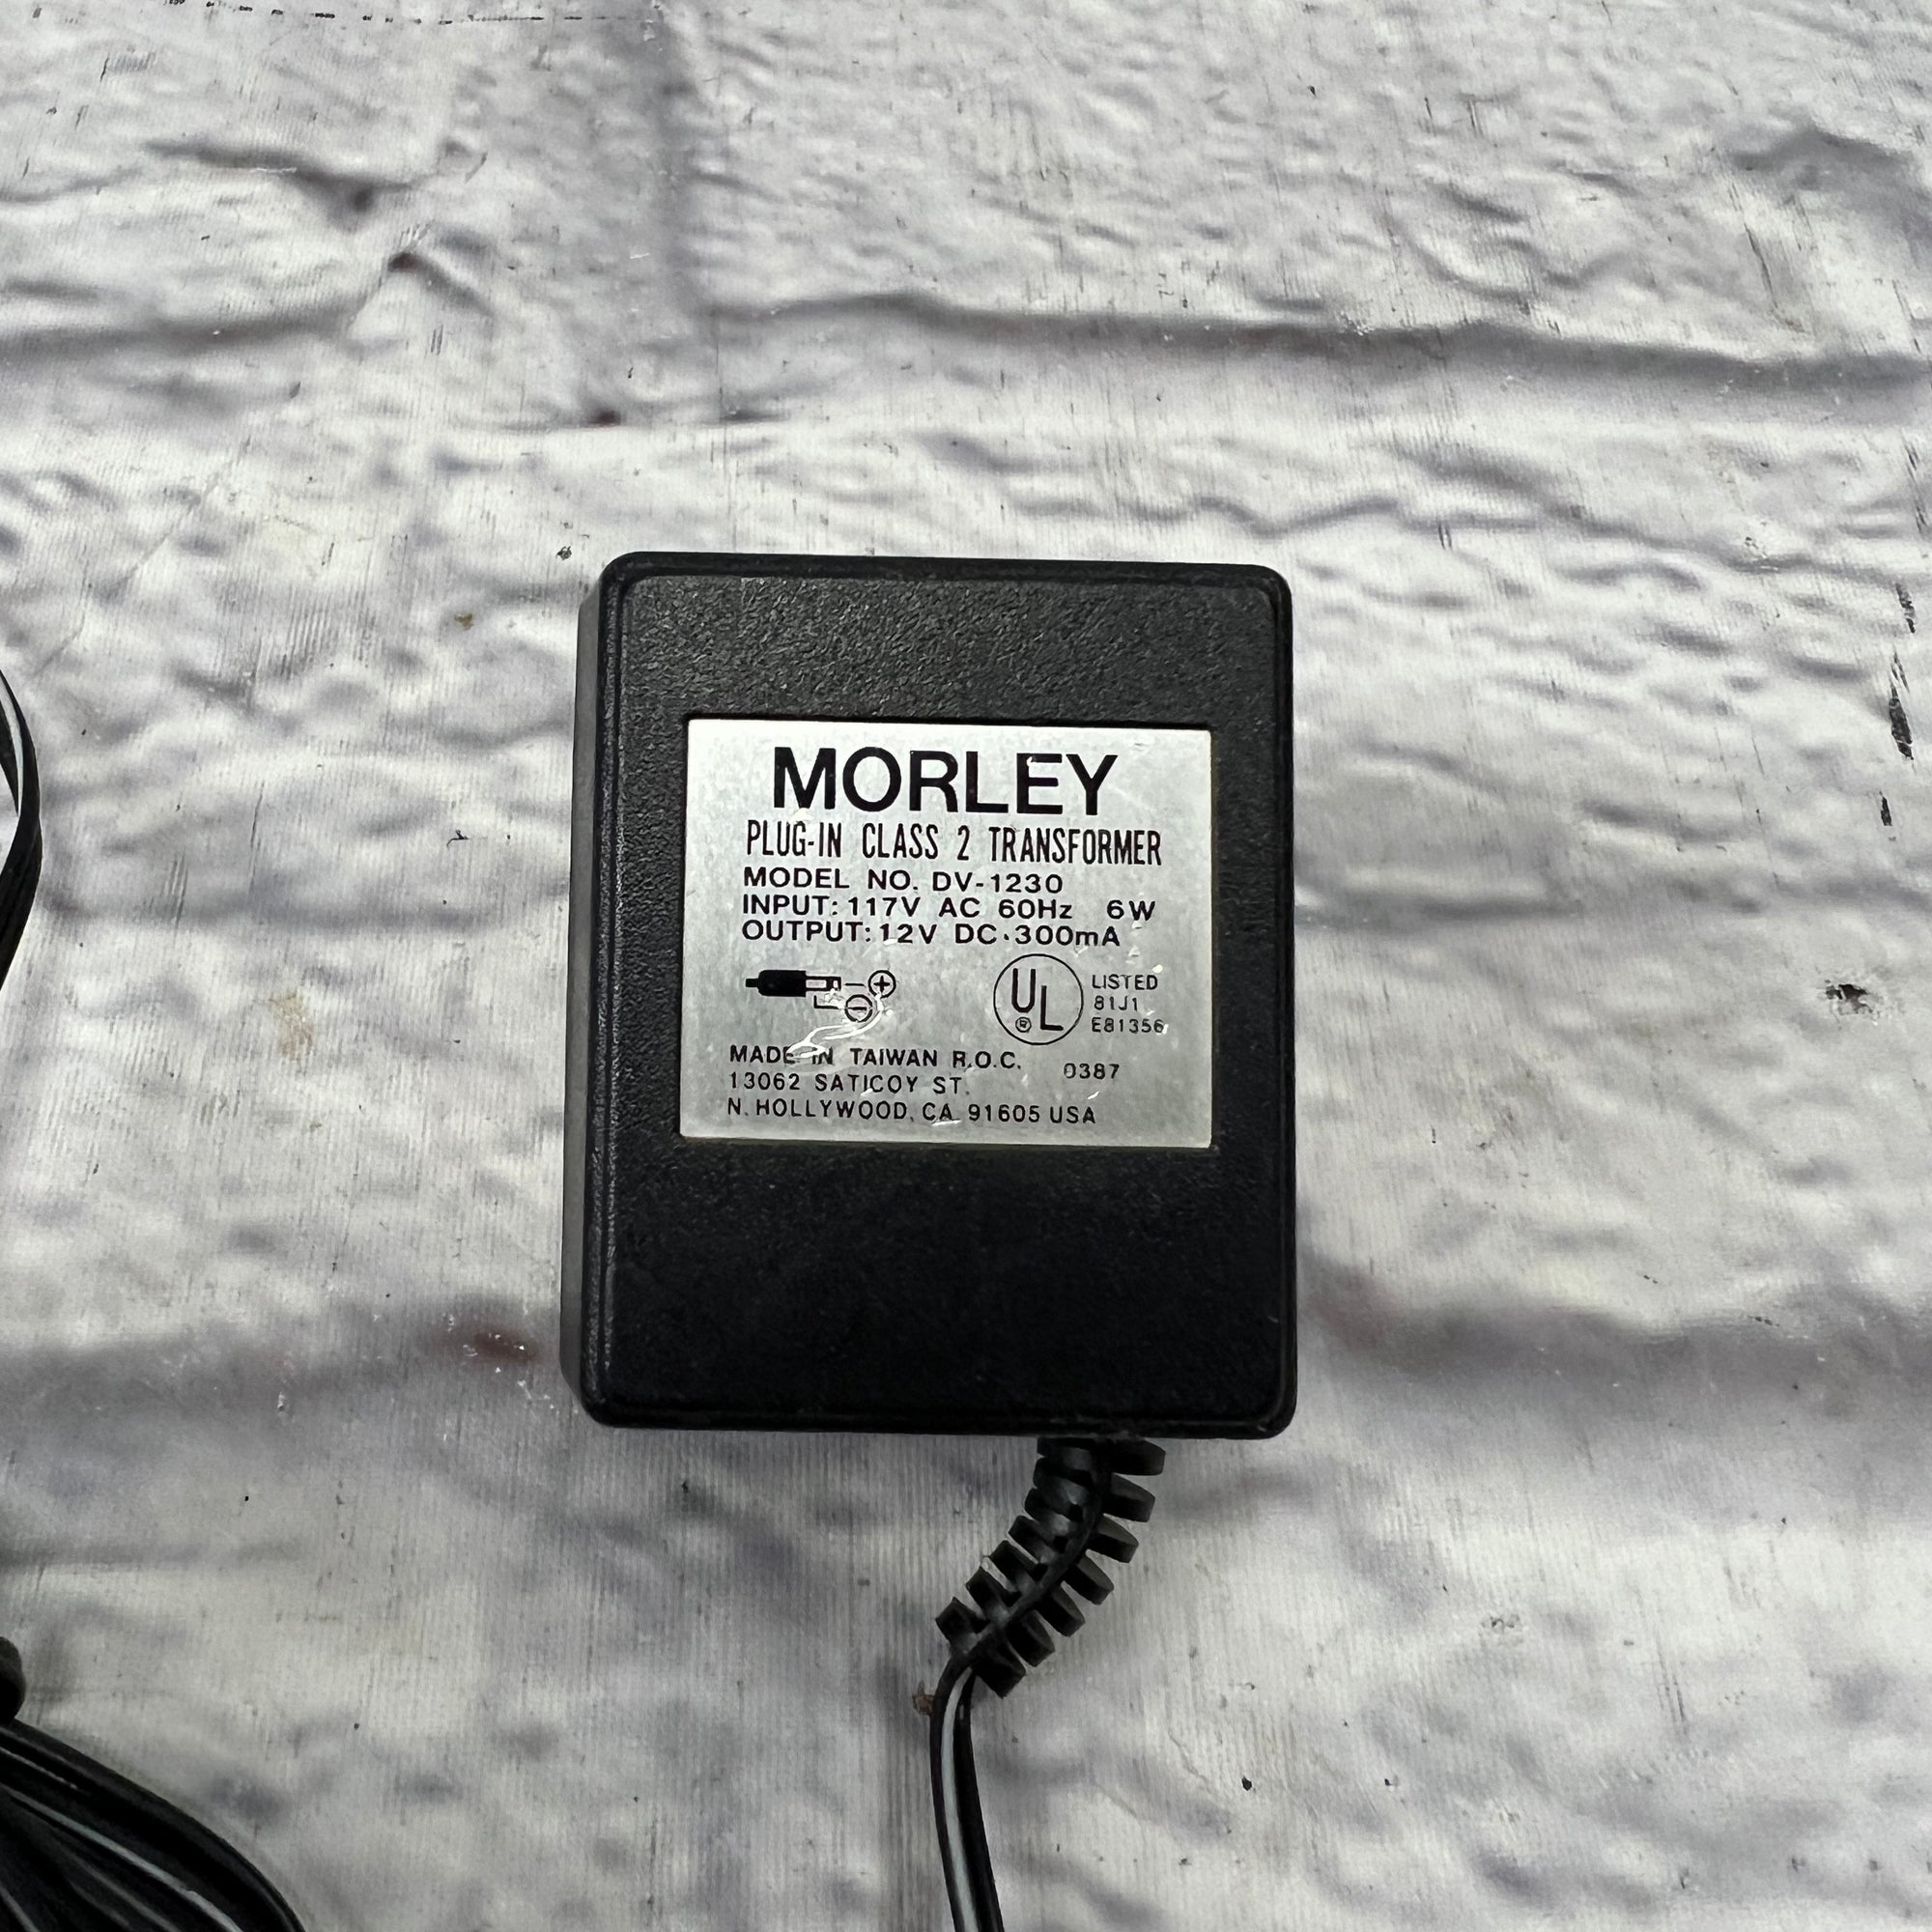 MORLEY
PLUG-IN CLASS 2 TRANSFORMER
MODEL NO. DV-1230
INPUT: 117V AC 60Hz 6W
OUTPUT: 12V DC·300mA
UL® LISTED
81J1
E81356
MADE IN TAIWAN R.O.C. 0387
13062 SATICOY ST.
N. HOLLYWOOD, CA 91605 USA